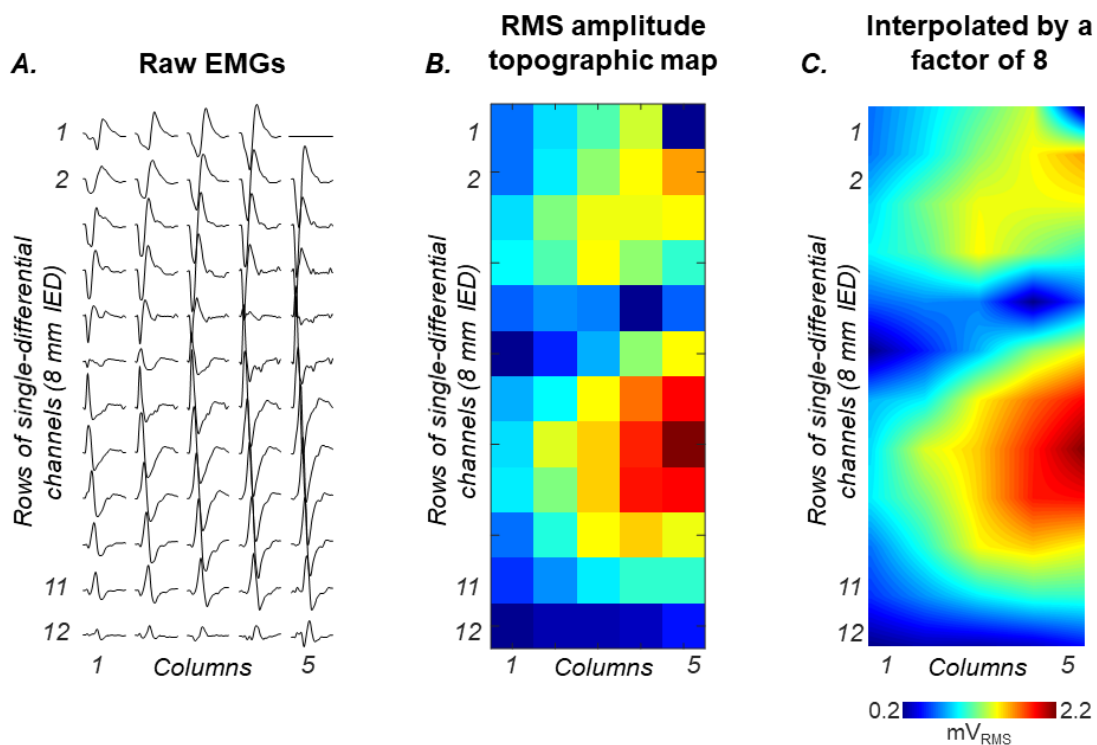 A.
Raw EMGs
1
2
11
12
Rows of single-differential
channels (8 mm IED)
1
Columns
5
B.
RMS amplitude
topographic map
1
2
11
12
Rows of single-differential
channels (8 mm IED)
1
Columns
5
C.
Interpolated by a
factor of 8
1
2
11
12
Rows of single-differential
channels (8 mm IED)
1
Columns
5
0.2
2.2
mVRMS